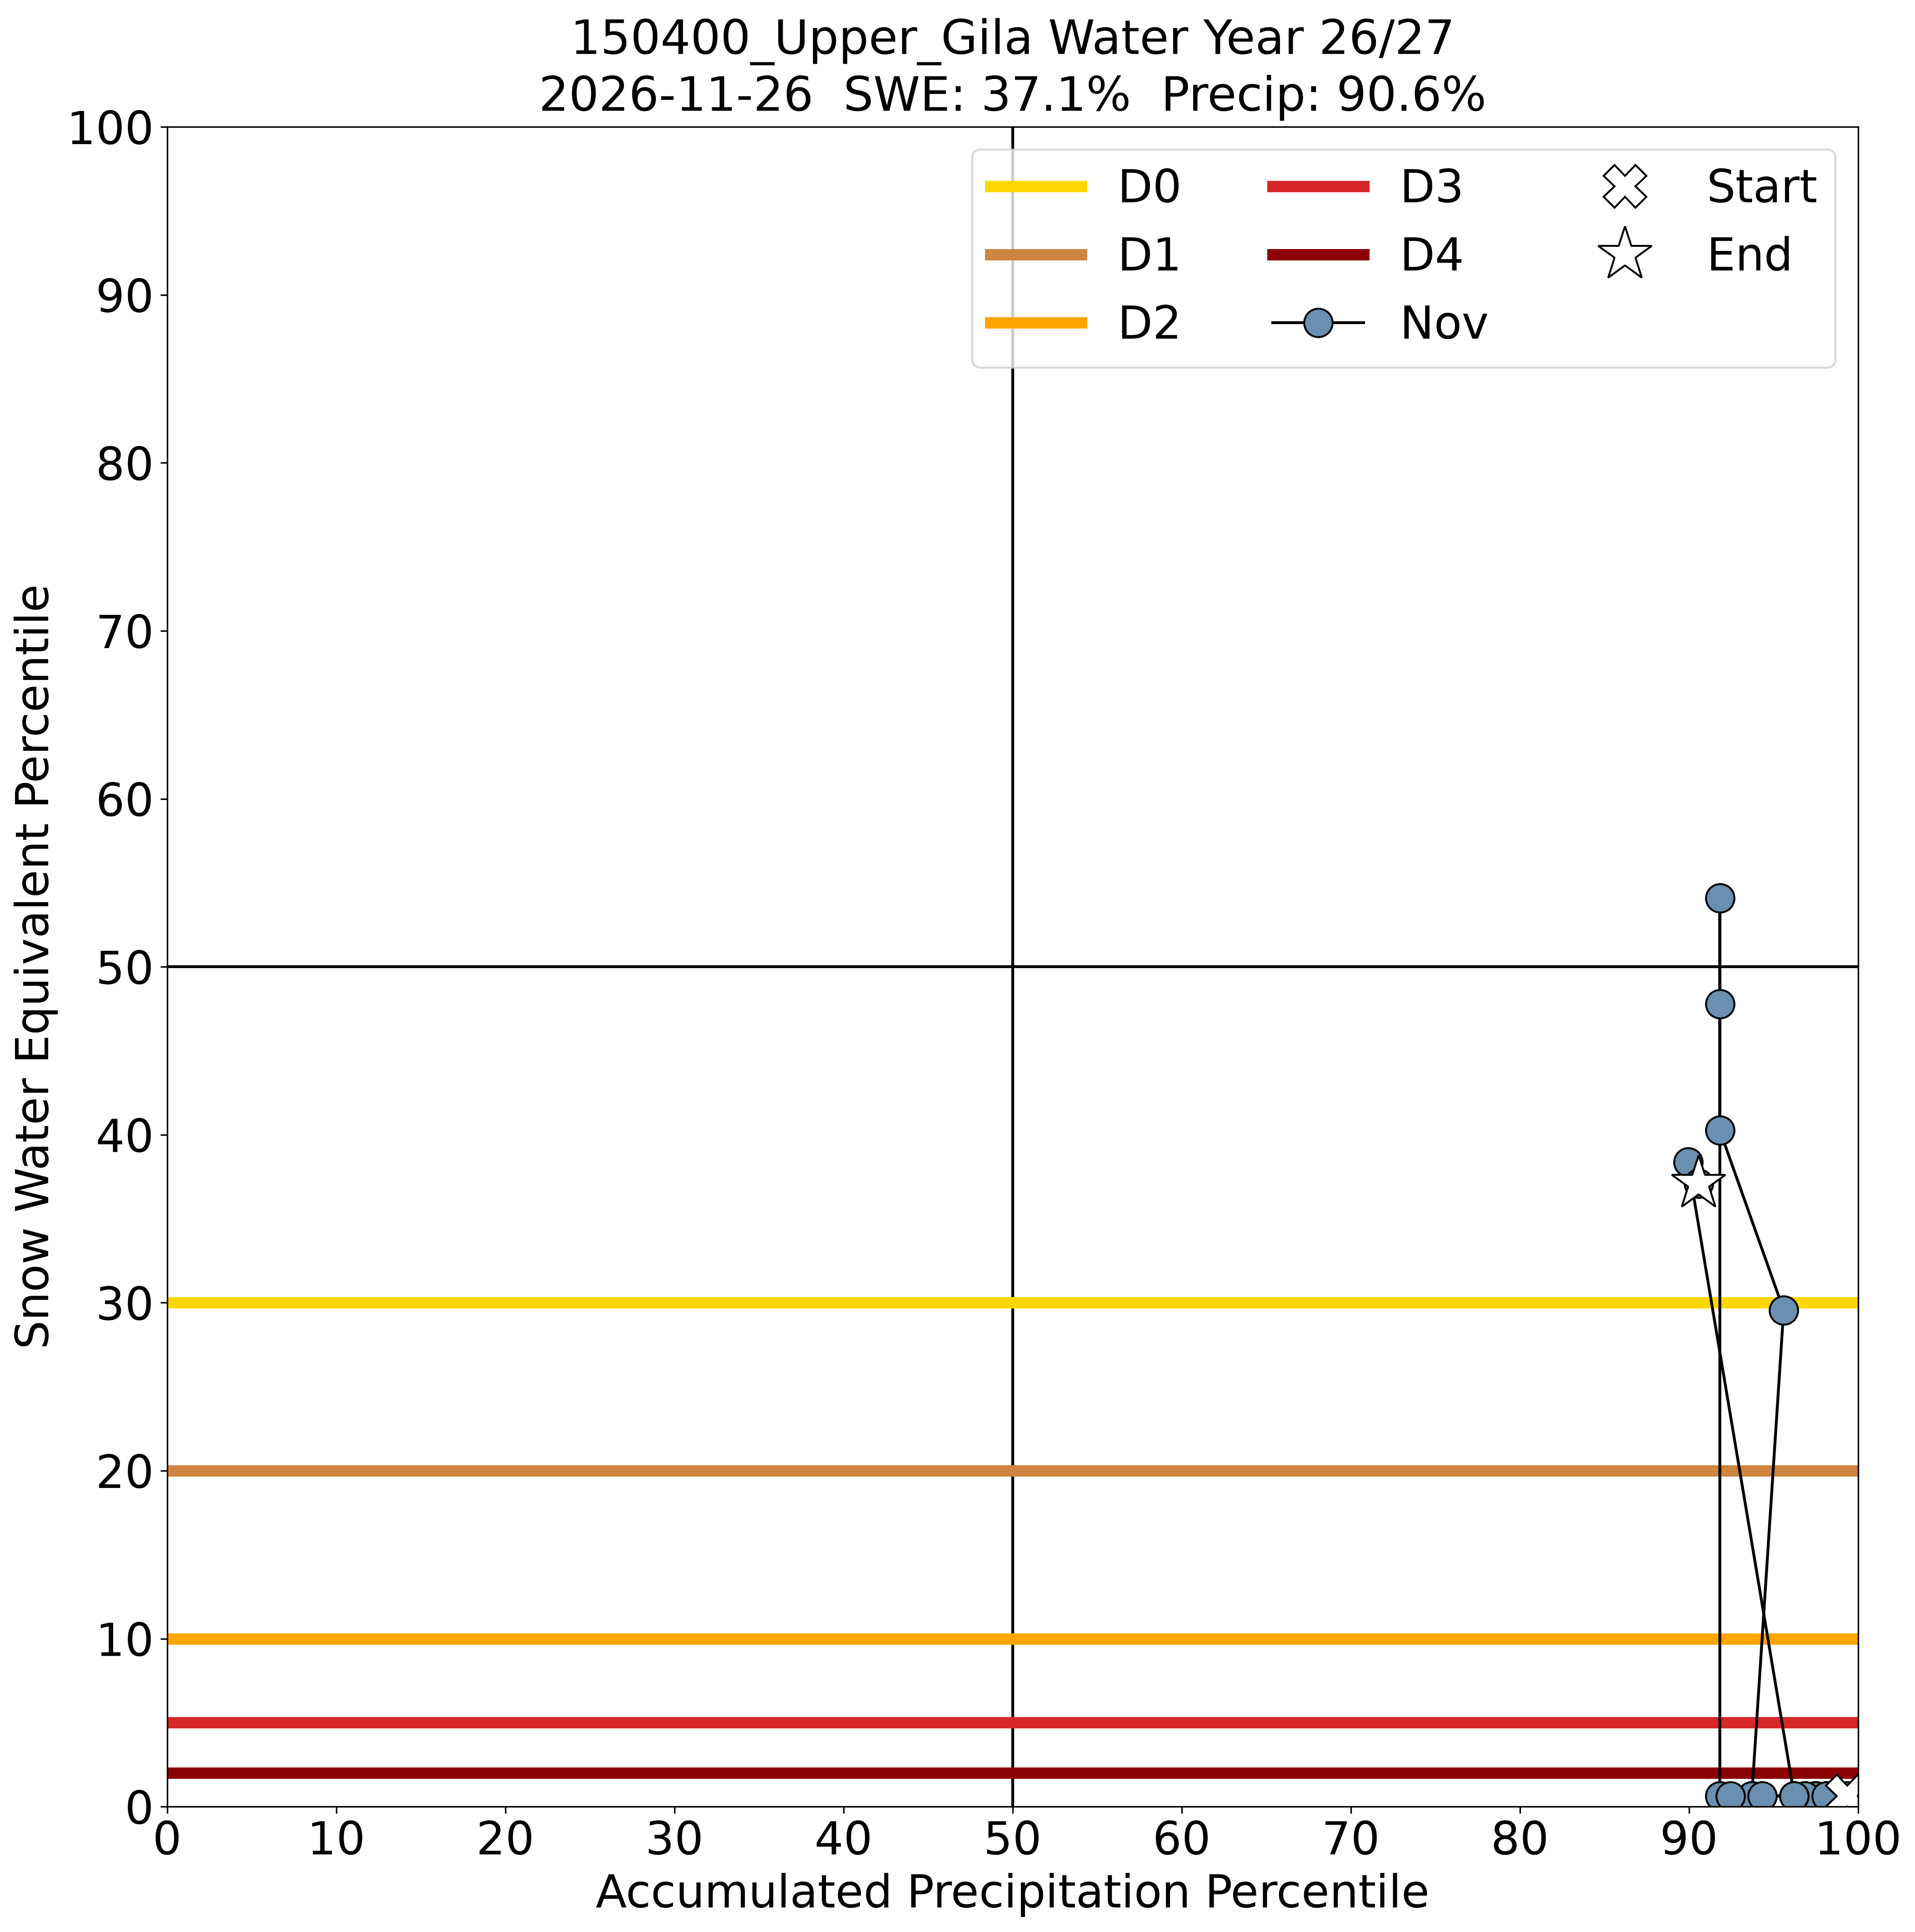 150400_Upper_Gila Water Year 26/27
2026-11-26  SWE: 37.1%  Precip: 90.6%
D0
D1
D2
D3
D4
Nov
Start
End
Snow Water Equivalent Percentile
100
90
80
70
60
50
40
30
20
10
0
0 10 20 30 40 50 60 70 80 90 100
Accumulated Precipitation Percentile